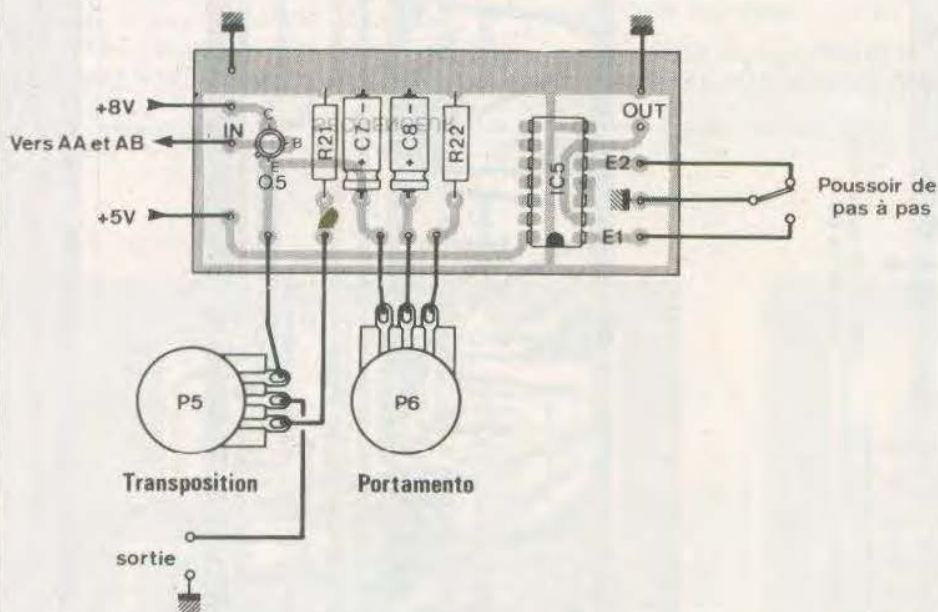 +8V
Vers AA et AB
+5V
IN
C
B
E
Q5
R21
- C7 +
- C8 +
R22
IC5
OUT
E2
E1
Poussoir de
pas à pas
P5
P6
Transposition
Portamento
sortie